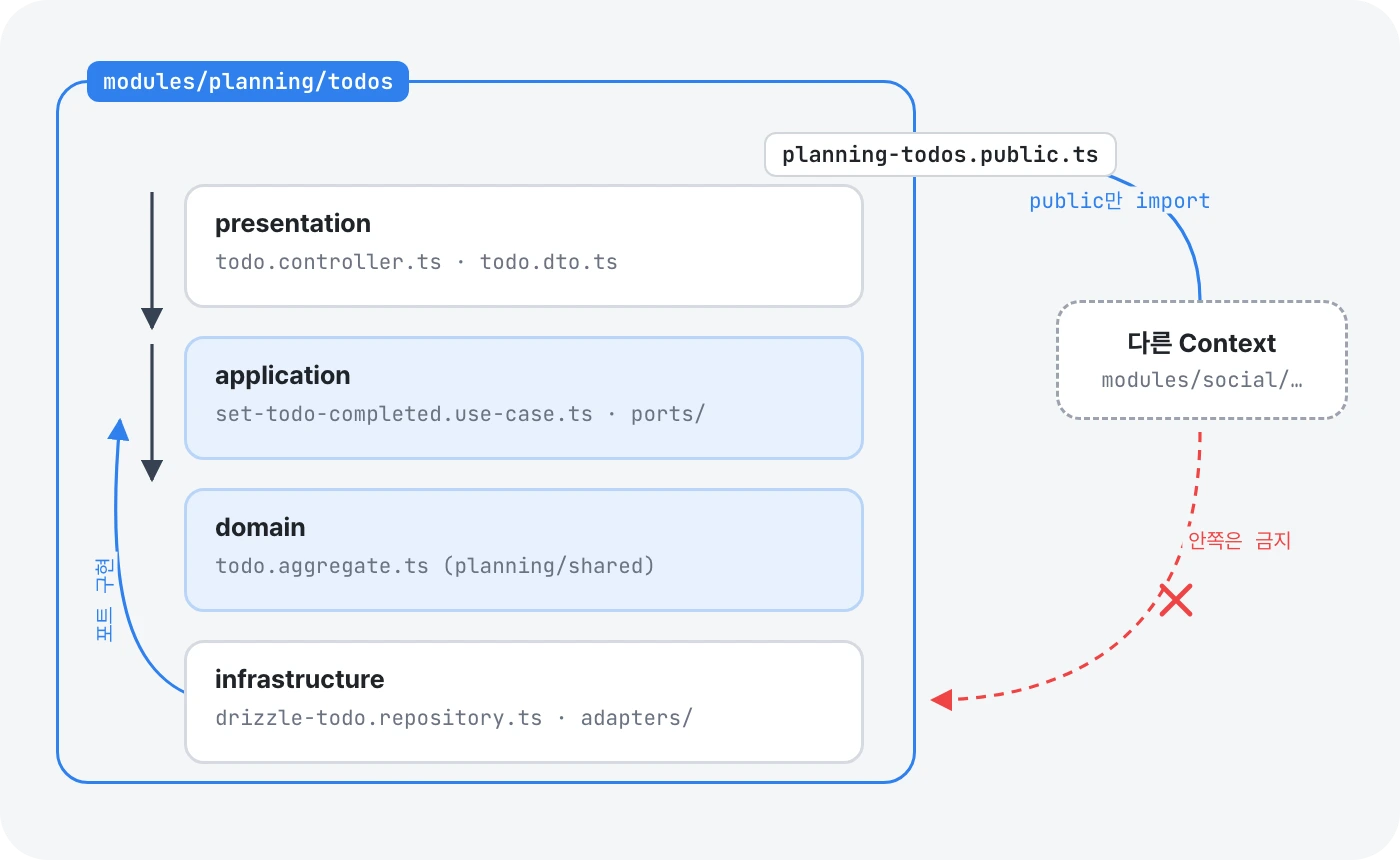 modules/planning/todos
planning-todos.public.ts
public만 import
presentation
todo.controller.ts · todo.dto.ts
application
set-todo-completed.use-case.ts · ports/
domain
todo.aggregate.ts (planning/shared)
infrastructure
drizzle-todo.repository.ts · adapters/
포트 구현
다른 Context
modules/social/…
안쪽은 금지